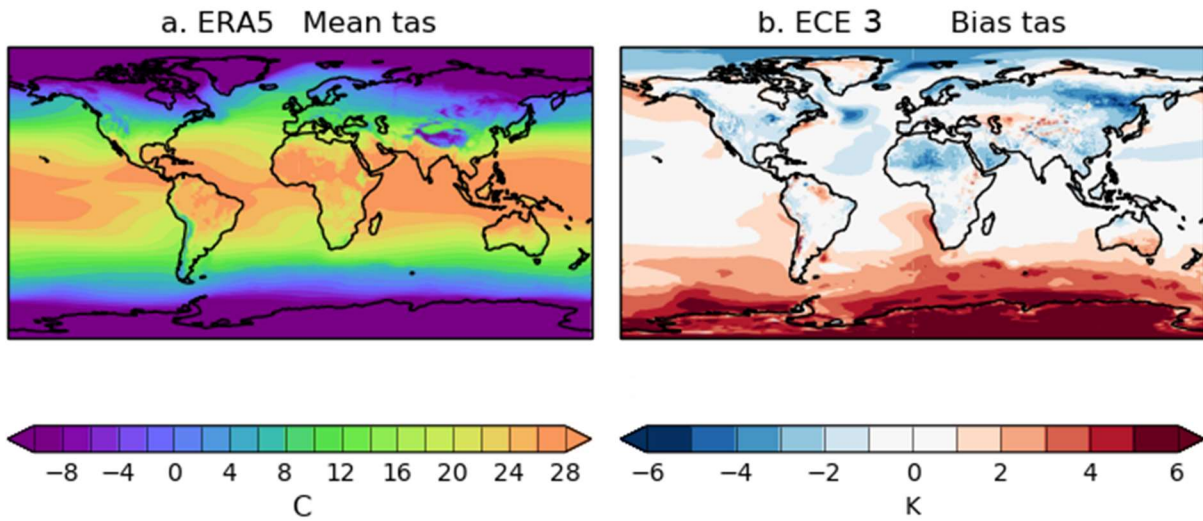 a. ERA5 Mean tas
b. ECE 3 Bias tas
−8 −4 0 4 8 12 16 20 24 28
C
−6 −4 −2 0 2 4 6
K